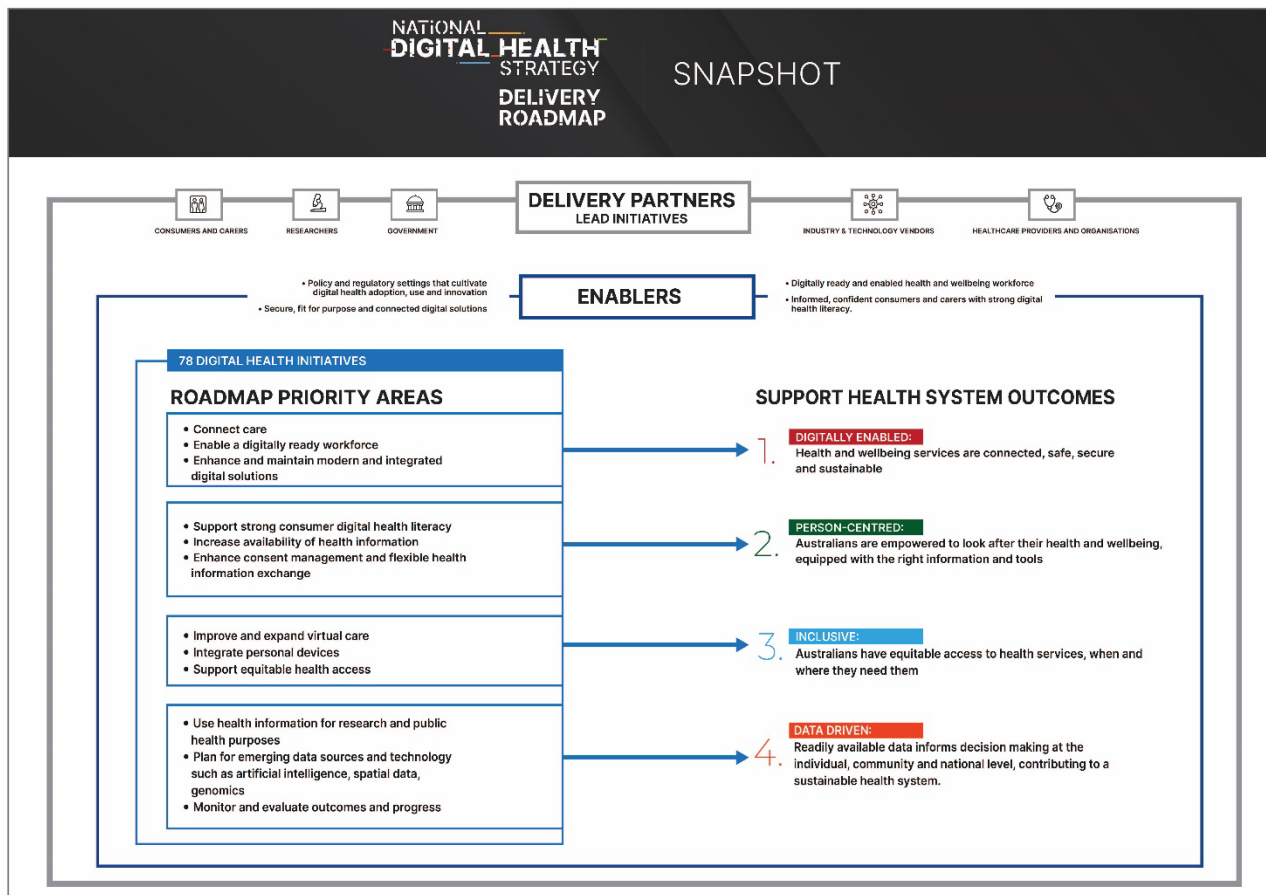 NATIONAL
DIGITAL HEALTH
STRATEGY
DELIVERY
ROADMAP
SNAPSHOT
DELIVERY PARTNERS
LEAD INITIATIVES
CONSUMERS AND CARERS
RESEARCHERS
GOVERNMENT
INDUSTRY & TECHNOLOGY VENDORS
HEALTHCARE PROVIDERS AND ORGANISATIONS
• Policy and regulatory settings that cultivate
digital health adoption, use and innovation
• Secure, fit for purpose and connected digital solutions
ENABLERS
• Digitally ready and enabled health and wellbeing workforce
• Informed, confident consumers and carers with strong digital
health literacy.
78 DIGITAL HEALTH INITIATIVES
ROADMAP PRIORITY AREAS
• Connect care
• Enable a digitally ready workforce
• Enhance and maintain modern and integrated
digital solutions
• Support strong consumer digital health literacy
• Increase availability of health information
• Enhance consent management and flexible health
information exchange
• Improve and expand virtual care
• Integrate personal devices
• Support equitable health access
• Use health information for research and public
health purposes
• Plan for emerging data sources and technology
such as artificial intelligence, spatial data,
genomics
• Monitor and evaluate outcomes and progress
SUPPORT HEALTH SYSTEM OUTCOMES
1.
DIGITALLY ENABLED:
Health and wellbeing services are connected, safe, secure
and sustainable
2.
PERSON-CENTRED:
Australians are empowered to look after their health and wellbeing,
equipped with the right information and tools
3.
INCLUSIVE:
Australians have equitable access to health services, when and
where they need them
4.
DATA DRIVEN:
Readily available data informs decision making at the
individual, community and national level, contributing to a
sustainable health system.